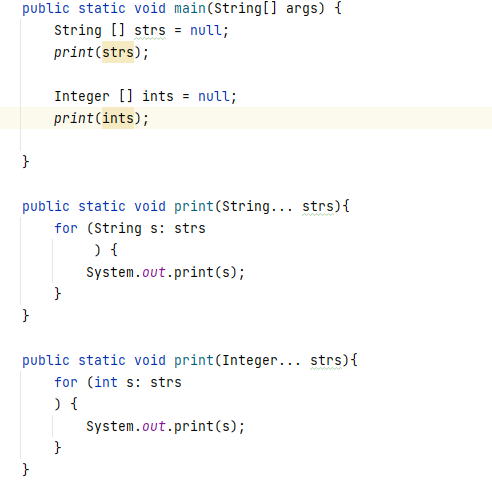 public static void main(String[] args) {
String [] strs = null;
print(strs);
Integer [] ints = null;
print(ints);
}
public static void print(String... strs){
for (String s: strs
) {
System.out.print(s);
}
}
public static void print(Integer... strs){
for (int s: strs
) {
System.out.print(s);
}
}